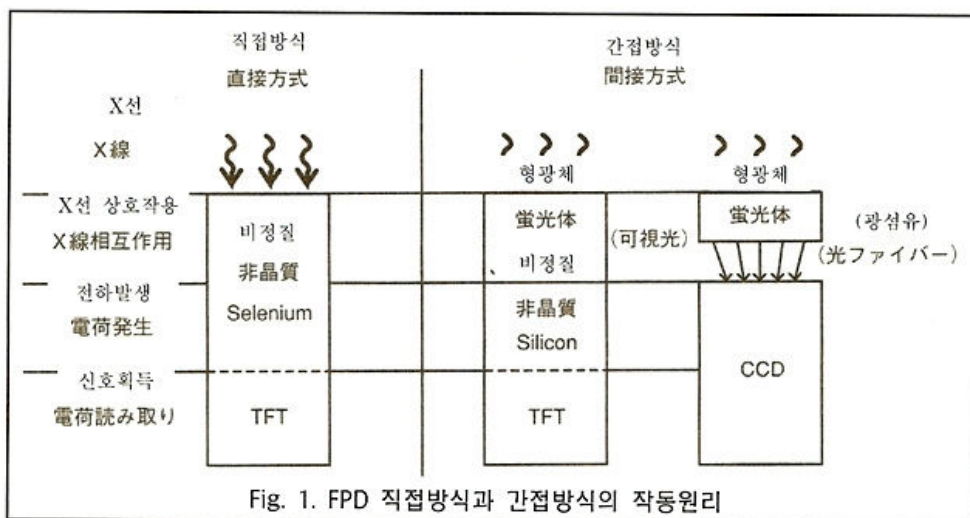 직접방식
直接方式
간접방식
間接方式
X선
X線
형광체
형광체
X선 상호작용
X線相互作用
비정질
非晶質
Selenium
蛍光体
(可視光)
蛍光体
(광섬유)
(光ファイバー)
비정질
전하발생
電荷発生
非晶質
Silicon
CCD
신호획득
電荷読み取り
TFT
TFT
Fig. 1. FPD 직접방식과 간접방식의 작동원리